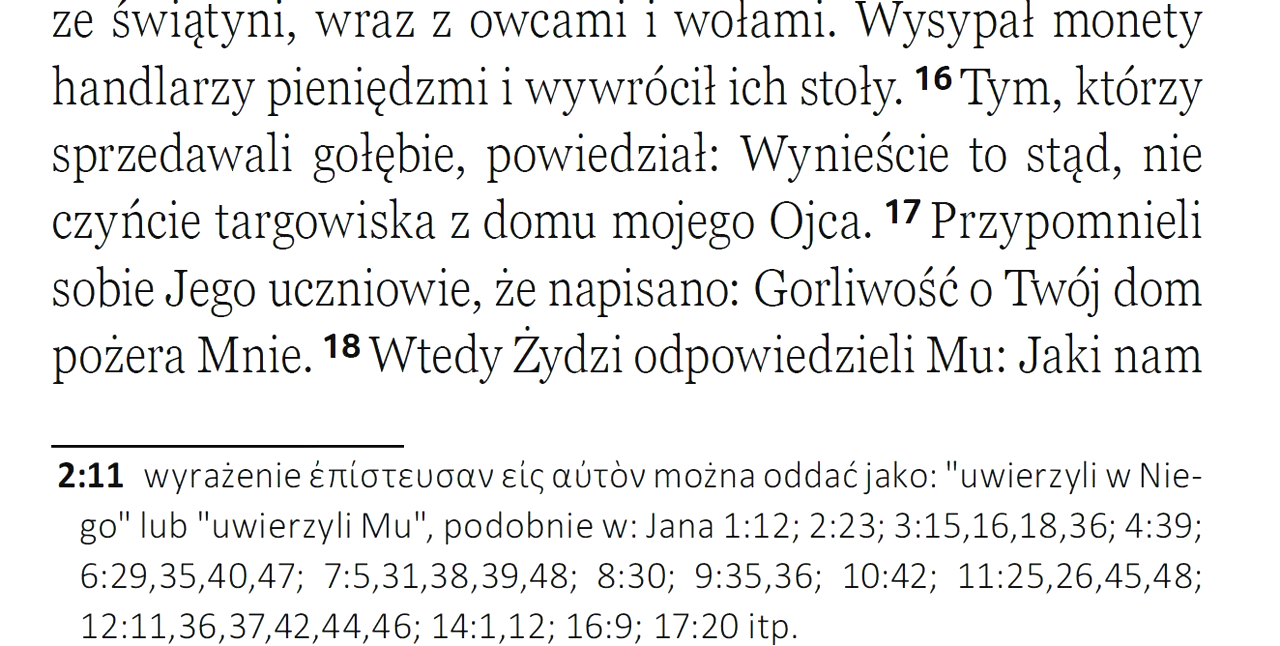 ze świątyni, wraz z owcami i wołami. Wysypał monety
handlarzy pieniędzmi i wywrócił ich stoły. 16 Tym, którzy
sprzedawali gołębie, powiedział: Wynieście to stąd, nie
czyńcie targowiska z domu mojego Ojca. 17 Przypomnieli
sobie Jego uczniowie, że napisano: Gorliwość o Twój dom
pożera Mnie. 18 Wtedy Żydzi odpowiedzieli Mu: Jaki nam
2:11 wyrażenie ἐπίστευσαν εἰς αὐτὸν można oddać jako: "uwierzyli w Nie-
go" lub "uwierzyli Mu", podobnie w: Jana 1:12; 2:23; 3:15,16,18,36; 4:39;
6:29,35,40,47; 7:5,31,38,39,48; 8:30; 9:35,36; 10:42; 11:25,26,45,48;
12:11,36,37,42,44,46; 14:1,12; 16:9; 17:20 itp.